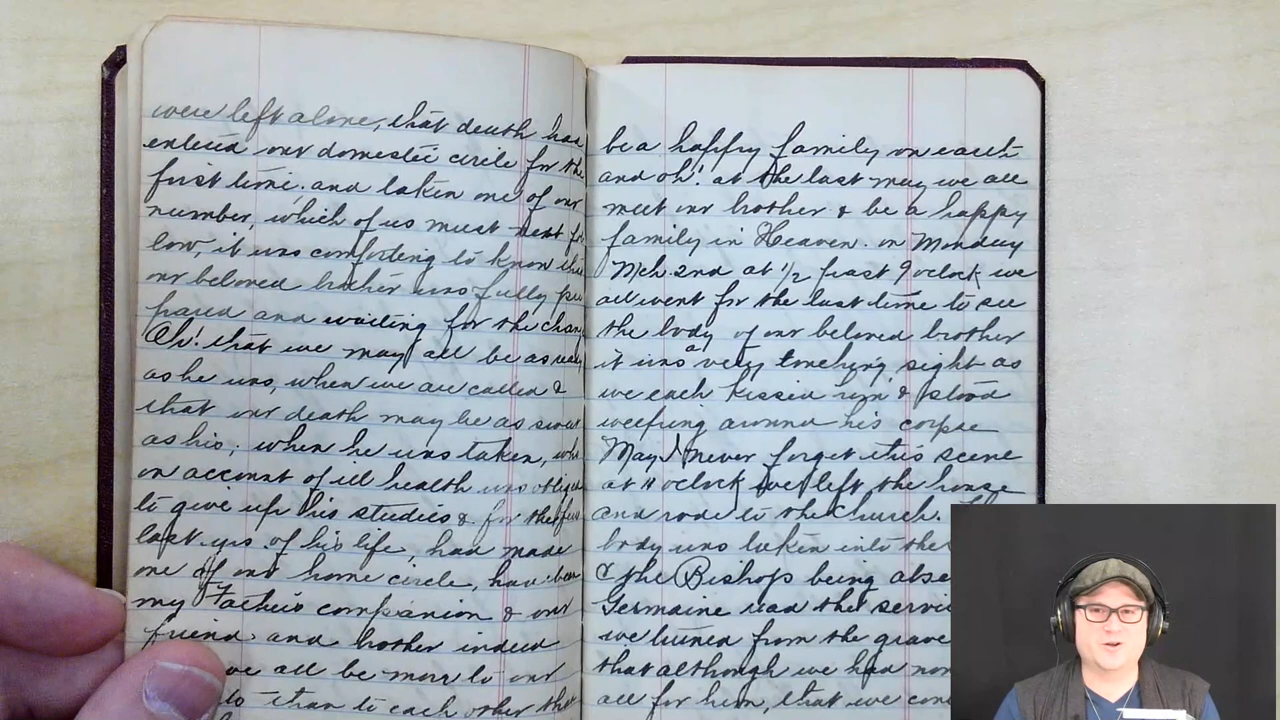 were left alone, that death has
entered our domestic circle for the
first time. and taken one of our
number, which of us must next fol
low, it was comforting to know that
our beloved brother was fully pre
pared and waiting for the change
Oh! that we may all be as ready
as he was, when we are called &
that our death may be as sweet
as his; when he was taken, who
on account of ill health was obliged
to give up his studies & for the few
last yrs. of his life, had made
one of our home circle, had been
my Father's companion & our
friend and brother indeed
we all be more to our
to than to each other
be a happy family on earth
and oh! at the last may we all
meet our brother & be a happy
family in Heaven. on Monday
Mch 2nd at 1/2 past 9 oclock we
all went for the last time to see
the body of our beloved brother
it was a very touching sight as
we each kissed him & stood
weeping around his corpse
May I never forget this scene
at 11 oclock we left the house
and rode to the church.
body was taken into the
& the Bishop being abse
Germaine read the servi
we turned from the grave
that although we had
all for him, that we